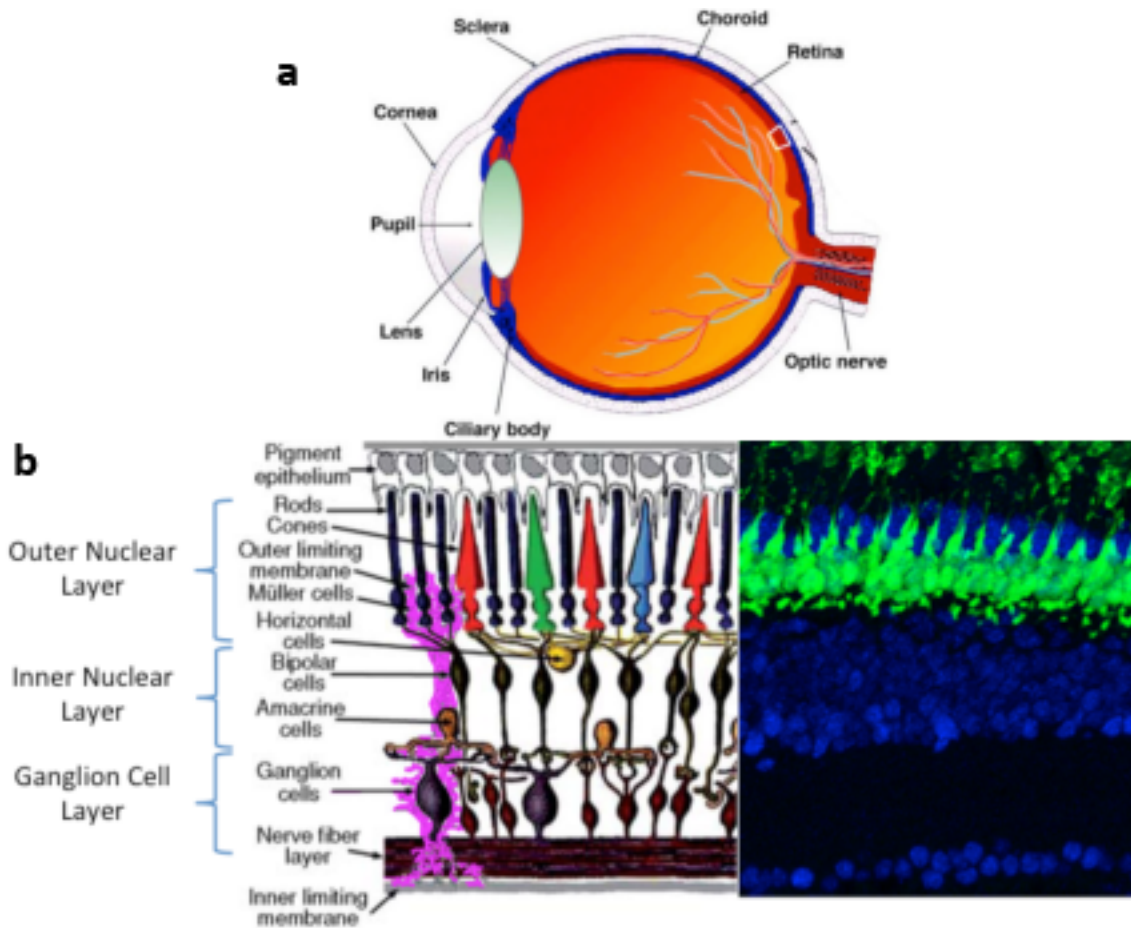 a
Sclera
Choroid
Retina
Cornea
Pupil
Lens
Iris
Optic nerve
Ciliary body
b
Pigment
epithelium
Rods
Cones
Outer limiting
membrane
Müller cells
Horizontal
cells
Bipolar
cells
Amacrine
cells
Ganglion
cells
Nerve fiber
layer
Inner limiting
membrane
Outer Nuclear
Layer
Inner Nuclear
Layer
Ganglion Cell
Layer